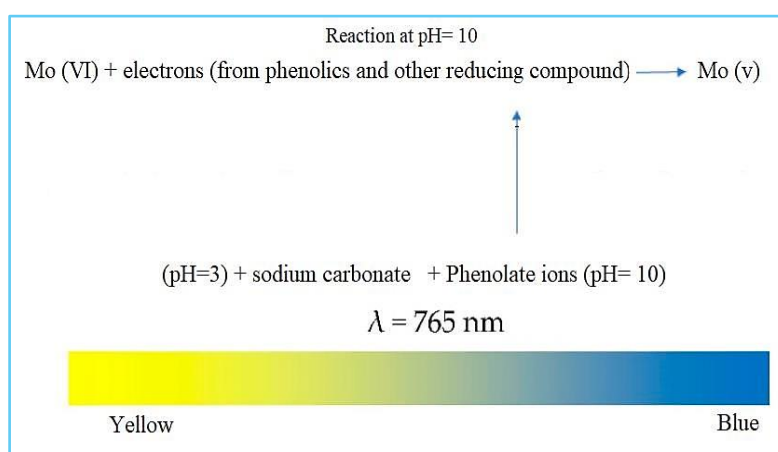 Reaction at pH= 10
Mo (VI) + electrons (from phenolics and other reducing compound) → Mo (v)
(pH=3) + sodium carbonate + Phenolate ions (pH= 10)
λ = 765 nm
Yellow Blue